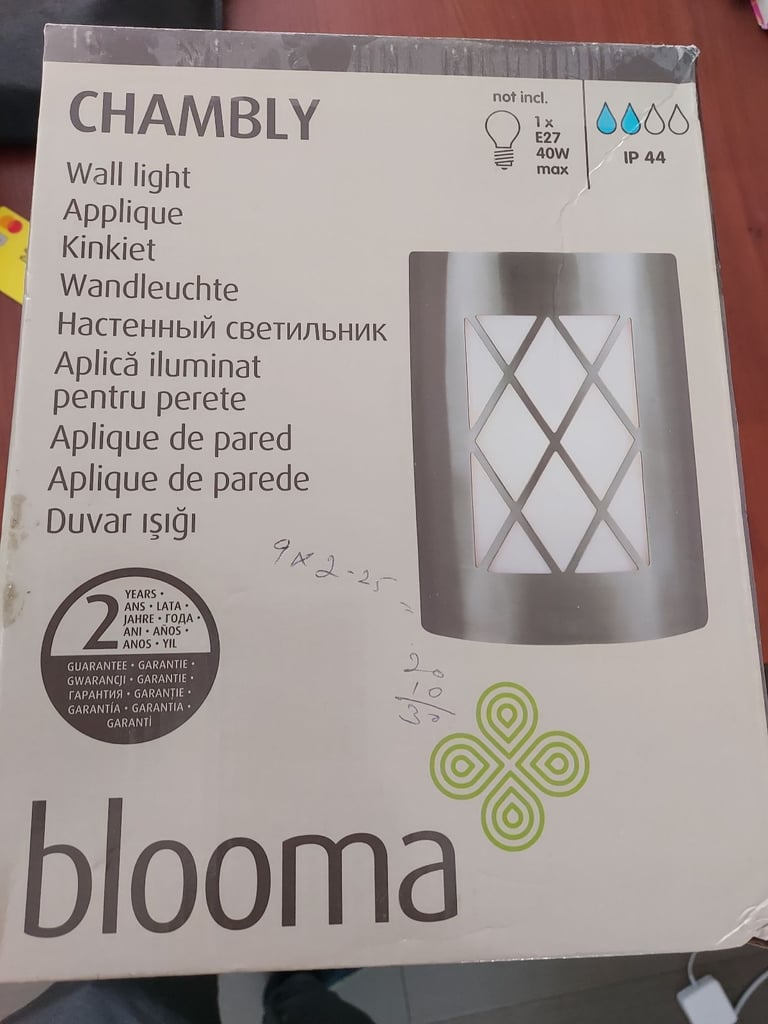 CHAMBLY
Wall light
Applique
Kinkiet
Wandleuchte
Настенный светильник
Aplică iluminat
pentru perete
Aplique de pared
Aplique de parede
Duvar ışığı
not incl.
1 x
E27
40W
max
IP 44
9 x 2-25
20
10
30
2
YEARS •
ANS • LATA •
JAHRE • ГОДА •
ANI • AÑOS •
ANOS • YIL
GUARANTEE • GARANTIE •
GWARANCJI • GARANTIE •
ГАРАНТИЯ • GARANŢIE •
GARANTÍA • GARANTIA •
GARANTİ
blooma